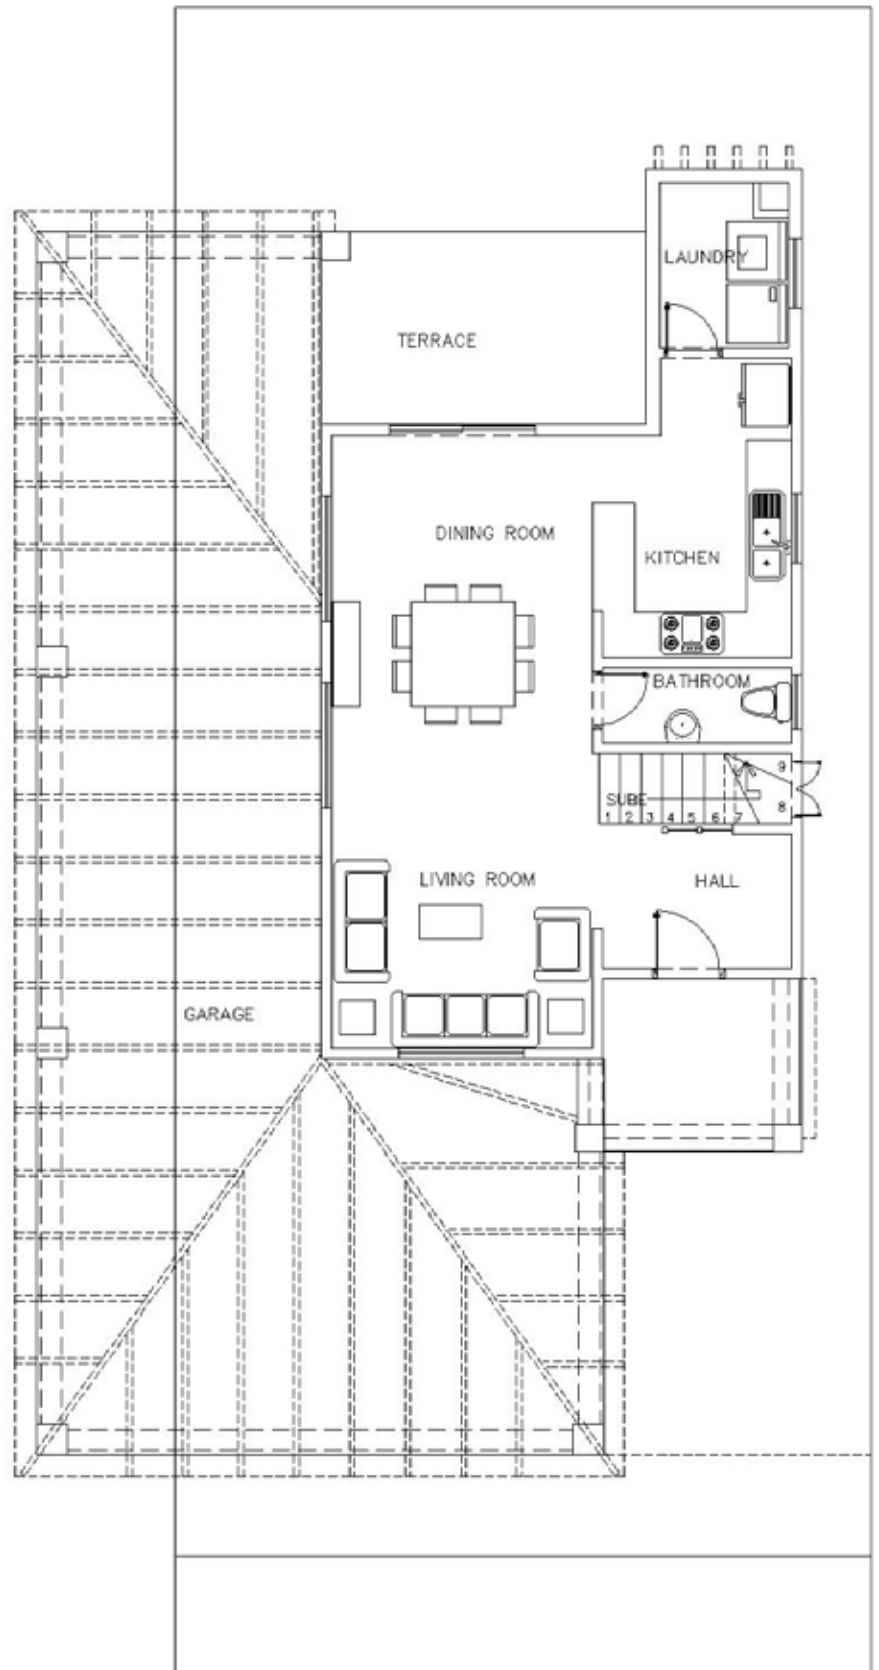 LAUNDRY
TERRACE
DINING ROOM
KITCHEN
BATHROOM
9
SUBE
8
1 2 3 4 5 6 7
LIVING ROOM
HALL
GARAGE